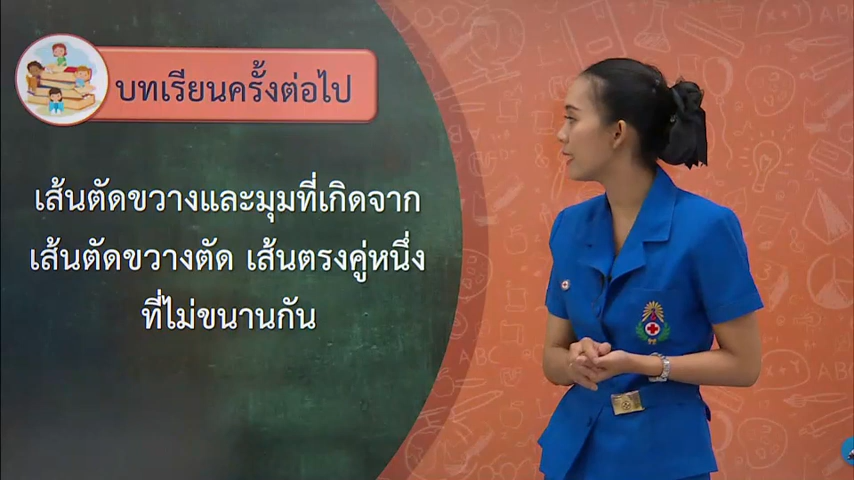 บทเรียนครั้งต่อไป
เส้นตัดขวางและมุมที่เกิดจาก
เส้นตัดขวางตัด เส้นตรงคู่หนึ่ง
ที่ไม่ขนานกัน